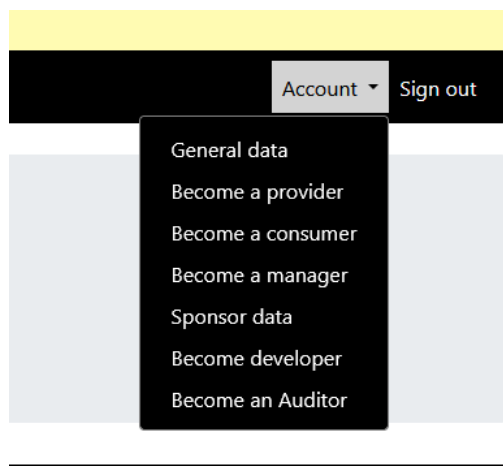 Account Sign out
General data
Become a provider
Become a consumer
Become a manager
Sponsor data
Become developer
Become an Auditor